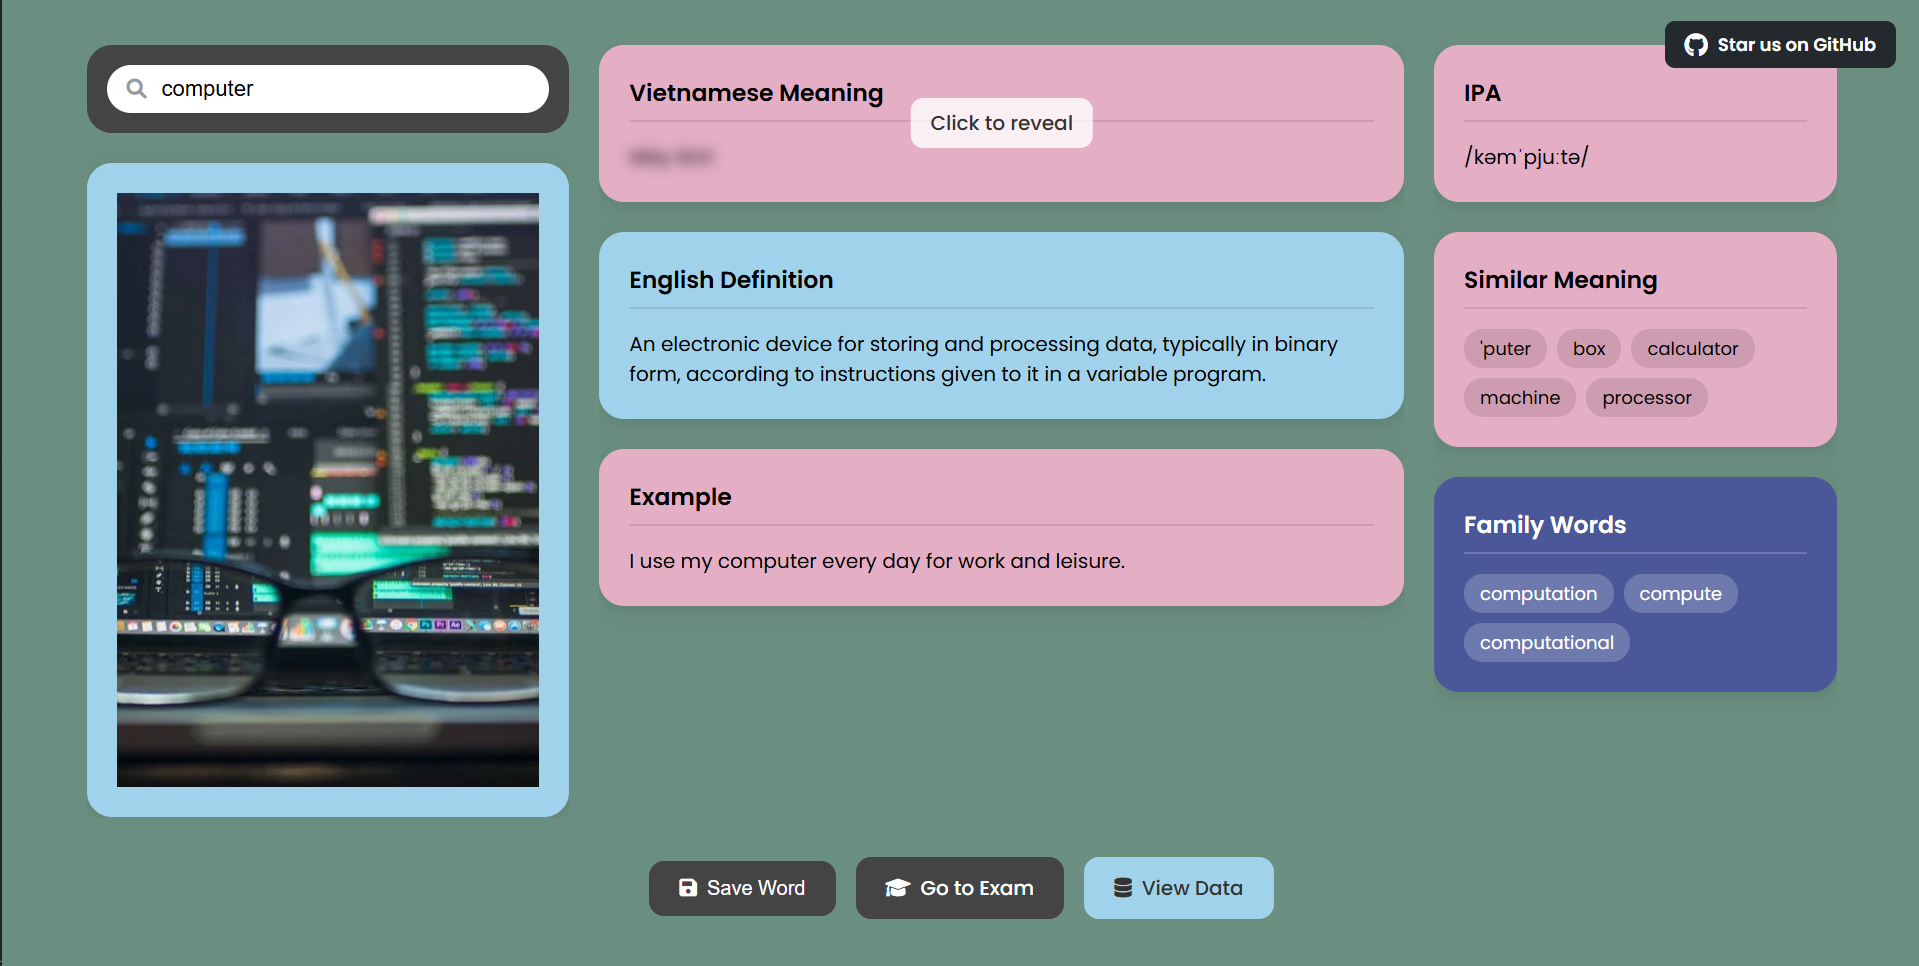 computer
Vietnamese Meaning
Click to reveal
English Definition
An electronic device for storing and processing data, typically in binary
form, according to instructions given to it in a variable program.
Example
I use my computer every day for work and leisure.
Star us on GitHub
IPA
/kəmˈpjuːtə/
Similar Meaning
'puter box calculator
machine processor
Family Words
computation compute
computational
Save Word Go to Exam View Data